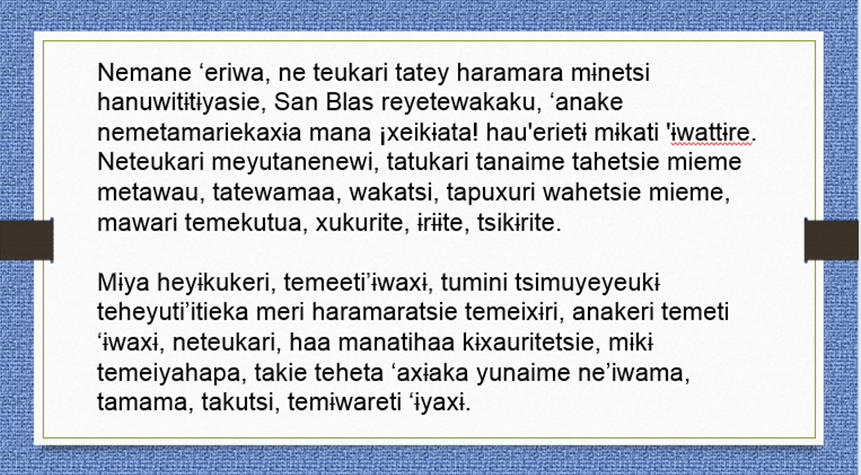 Nemane ‘eriwa, ne teukari tatey haramara mɨnetsi
hanuwitɨtɨyasie, San Blas reyetewakaku, ‘anake
nemetamariekaxɨa mana ¡xeikɨata! hau'erietɨ mɨkati 'ɨwattɨre.
Neteukari meyutanenewi, tatukari tanaime tahetsie mieme
metawau, tatewamaa, wakatsi, tapuxuri wahetsie mieme,
mawari temekutua, xukurite, ɨrɨɨte, tsikɨrite.
Mɨya heyɨkukeri, temeeti’ɨwaxɨ, tumini tsimuyeyeukɨ
teheyuti’itieka meri haramaratsie temeixɨri, anakeri temeti
‘ɨwaxɨ, neteukari, haa manatihaa kɨxauritetsie, mɨkɨ
temeiyahapa, takie teheta ‘axɨaka yunaime ne’iwama,
tamama, takutsi, temɨwareti ‘ɨyaxɨ.